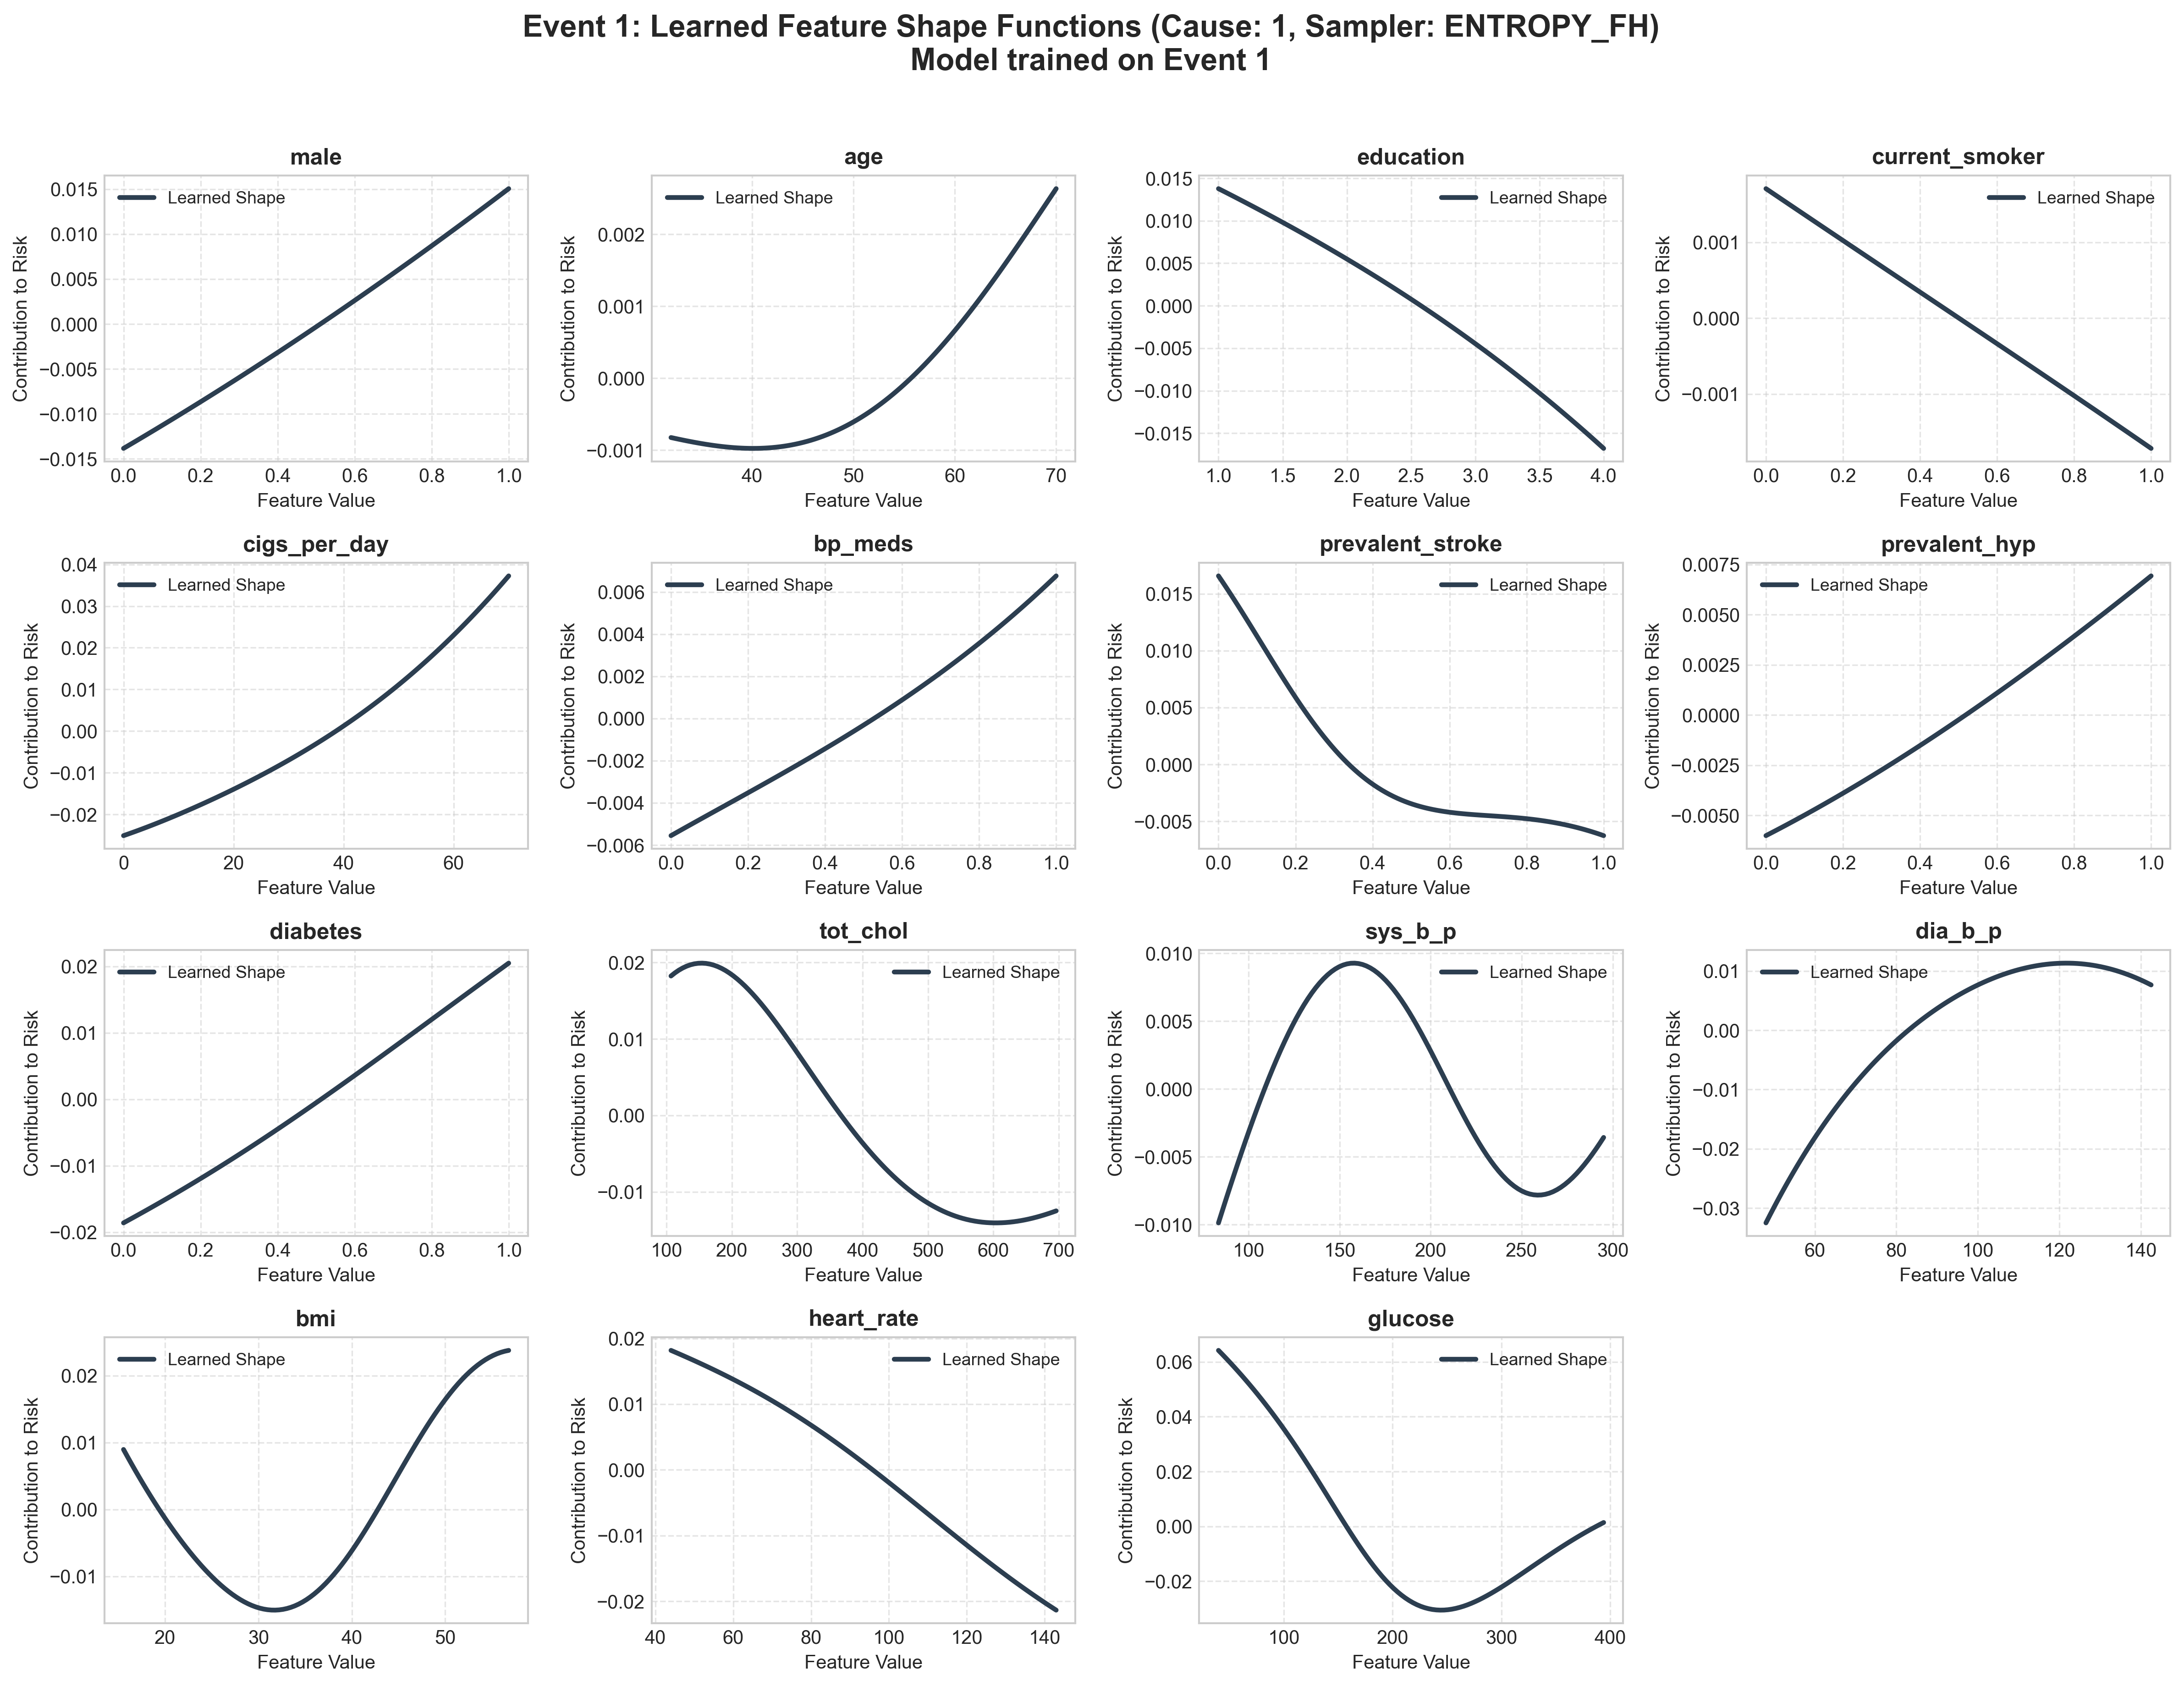 Event 1: Learned Feature Shape Functions (Cause: 1, Sampler: ENTROPY_FH)
Model trained on Event 1
male
Learned Shape
0.015
0.010
0.005
0.000
−0.005
−0.010
−0.015
Contribution to Risk
0.0 0.2 0.4 0.6 0.8 1.0
Feature Value
age
Learned Shape
0.002
0.001
0.000
−0.001
Contribution to Risk
40 50 60 70
Feature Value
education
Learned Shape
0.015
0.010
0.005
0.000
−0.005
−0.010
−0.015
Contribution to Risk
1.0 1.5 2.0 2.5 3.0 3.5 4.0
Feature Value
current_smoker
Learned Shape
0.001
0.000
−0.001
Contribution to Risk
0.0 0.2 0.4 0.6 0.8 1.0
Feature Value
cigs_per_day
Learned Shape
0.04
0.03
0.02
0.01
0.00
−0.01
−0.02
Contribution to Risk
0 20 40 60
Feature Value
bp_meds
Learned Shape
0.006
0.004
0.002
0.000
−0.002
−0.004
−0.006
Contribution to Risk
0.0 0.2 0.4 0.6 0.8 1.0
Feature Value
prevalent_stroke
Learned Shape
0.015
0.010
0.005
0.000
−0.005
Contribution to Risk
0.0 0.2 0.4 0.6 0.8 1.0
Feature Value
prevalent_hyp
Learned Shape
0.0075
0.0050
0.0025
0.0000
−0.0025
−0.0050
Contribution to Risk
0.0 0.2 0.4 0.6 0.8 1.0
Feature Value
diabetes
Learned Shape
0.02
0.01
0.00
−0.01
−0.02
Contribution to Risk
0.0 0.2 0.4 0.6 0.8 1.0
Feature Value
tot_chol
Learned Shape
0.02
0.01
0.00
−0.01
Contribution to Risk
100 200 300 400 500 600 700
Feature Value
sys_b_p
Learned Shape
0.010
0.005
0.000
−0.005
−0.010
Contribution to Risk
100 150 200 250 300
Feature Value
dia_b_p
Learned Shape
0.01
0.00
−0.01
−0.02
−0.03
Contribution to Risk
60 80 100 120 140
Feature Value
bmi
Learned Shape
0.02
0.01
0.00
−0.01
Contribution to Risk
20 30 40 50
Feature Value
heart_rate
Learned Shape
0.02
0.01
0.00
−0.01
−0.02
Contribution to Risk
40 60 80 100 120 140
Feature Value
glucose
Learned Shape
0.06
0.04
0.02
0.00
−0.02
Contribution to Risk
100 200 300 400
Feature Value